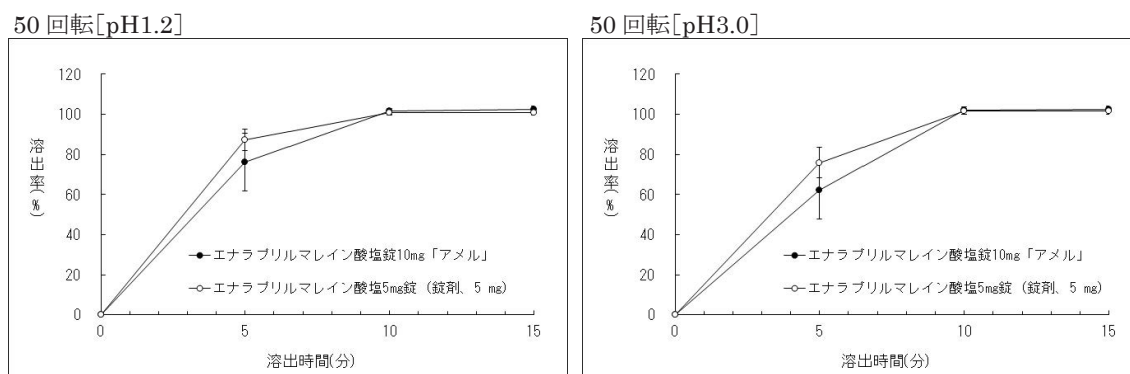 50 回転[pH1.2]
120
100
80
60
40
20
0
溶出率(%)
0 5 10 15
溶出時間(分)
エナラプリルマレイン酸塩錠10mg「アメル」
エナラプリルマレイン酸塩5mg錠 (錠剤、5 mg)
50 回転[pH3.0]
120
100
80
60
40
20
0
溶出率(%)
0 5 10 15
溶出時間(分)
エナラプリルマレイン酸塩錠10mg「アメル」
エナラプリルマレイン酸塩5mg錠 (錠剤、5 mg)